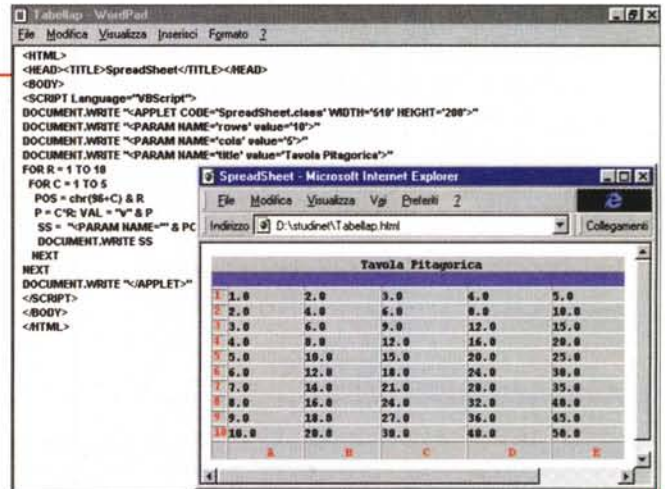 Tabellap - WordPad
File Modifica Visualizza Inserisci Formato ?
<HTML>
<HEAD><TITLE>SpreadSheet</TITLE></HEAD>
<BODY>
<SCRIPT Language="VBScript">
DOCUMENT.WRITE "<APPLET CODE='SpreadSheet.class' WIDTH='510' HEIGHT='200'>"
DOCUMENT.WRITE "<PARAM NAME='rows' value='10'>"
DOCUMENT.WRITE "<PARAM NAME='cols' value='5'>"
DOCUMENT.WRITE "<PARAM NAME='title' value='Tavola Pitagorica'>"
FOR R = 1 TO 10
FOR C = 1 TO 5
POS = chr(96+C) & R
P = C*R: VAL = "v" & P
SS = "<PARAM NAME='" & PO
DOCUMENT.WRITE SS
NEXT
NEXT
DOCUMENT.WRITE "</APPLET>"
</SCRIPT>
</BODY>
</HTML>
SpreadSheet - Microsoft Internet Explorer
File Modifica Visualizza Vai Preferiti ?
Indirizzo D:\studinet\Tabellap.html Collegamenti
Tavola Pitagorica
1 1.0 2.0 3.0 4.0 5.0
2 2.0 4.0 6.0 8.0 10.0
3 3.0 6.0 9.0 12.0 15.0
4 4.0 8.0 12.0 16.0 20.0
5 5.0 10.0 15.0 20.0 25.0
6 6.0 12.0 18.0 24.0 30.0
7 7.0 14.0 21.0 28.0 35.0
8 8.0 16.0 24.0 32.0 40.0
9 9.0 18.0 27.0 36.0 45.0
10 10.0 20.0 30.0 40.0 50.0
A B C D E